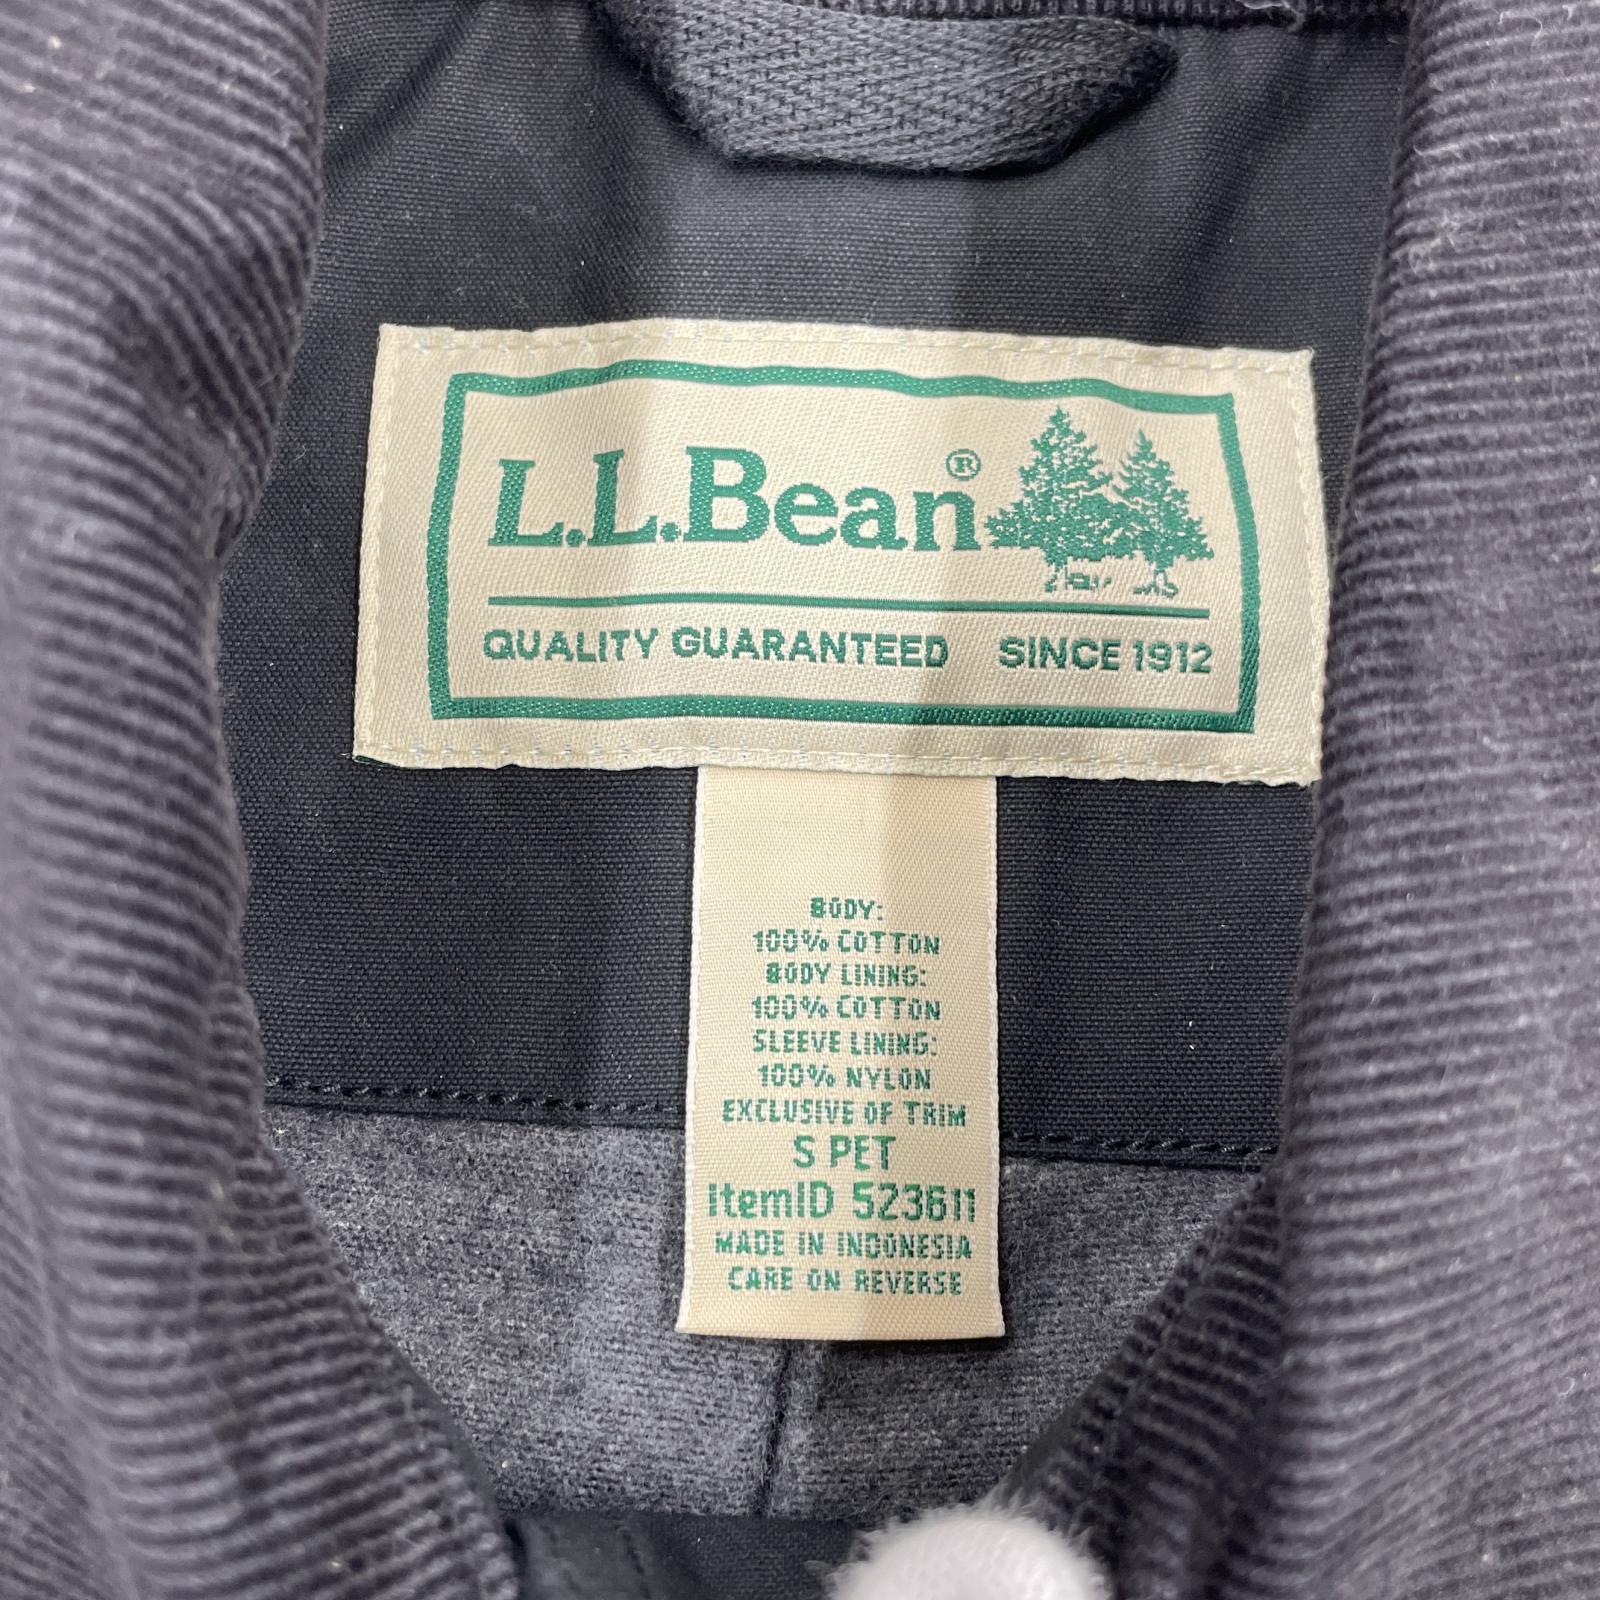 L.L.Bean®
QUALITY GUARANTEED SINCE 1912
BODY:
100% COTTON
BODY LINING:
100% COTTON
SLEEVE LINING:
100% NYLON
EXCLUSIVE OF TRIM
S PET
ItemID 523611
MADE IN INDONESIA
CARE ON REVERSE